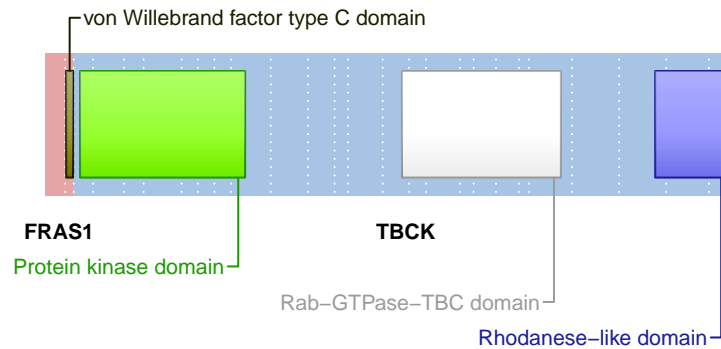 von Willebrand factor type C domain
FRAS1
TBCK
Protein kinase domain
Rab−GTPase−TBC domain
Rhodanese−like domain